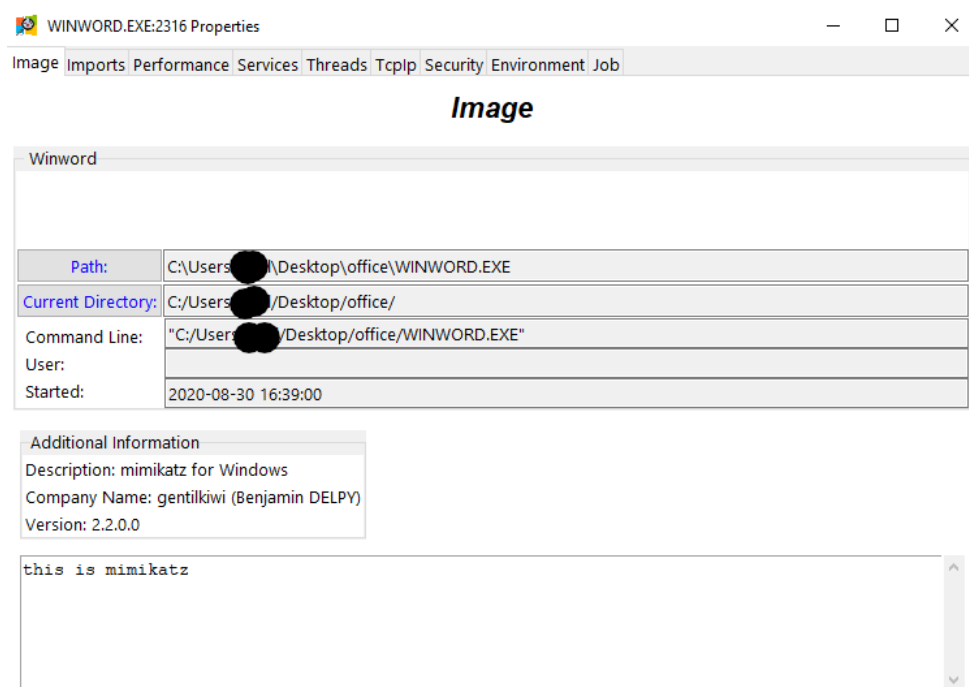 WINWORD.EXE:2316 Properties
Image Imports Performance Services Threads TcpIp Security Environment Job
Image
Winword
Path: C:\Users \Desktop\office\WINWORD.EXE
Current Directory: C:/Users /Desktop/office/
Command Line: "C:/Users /Desktop/office/WINWORD.EXE"
User:
Started: 2020-08-30 16:39:00
Additional Information
Description: mimikatz for Windows
Company Name: gentilkiwi (Benjamin DELPY)
Version: 2.2.0.0
this is mimikatz